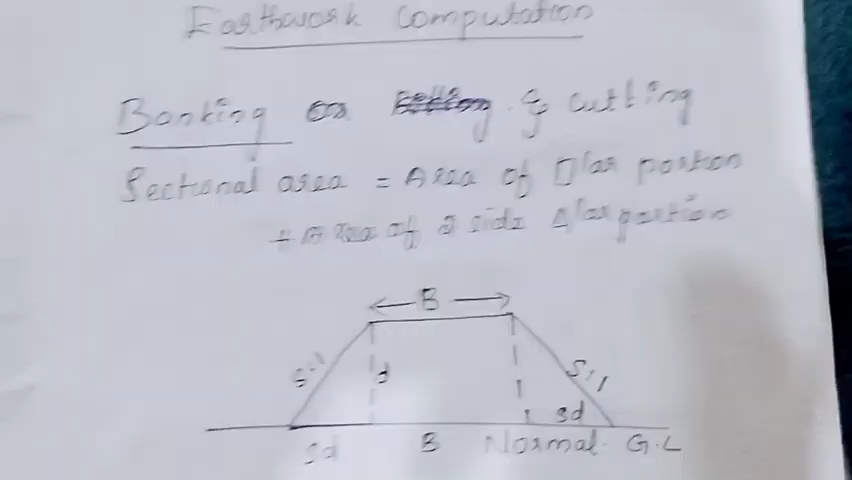 Earthwork Computation
Banking or & cutting
Sectional area = Area of □lar portion
+ Area of 2 side Δlar portion
← B →
S:1 d S:1
Sd
Sd B Normal. G.L